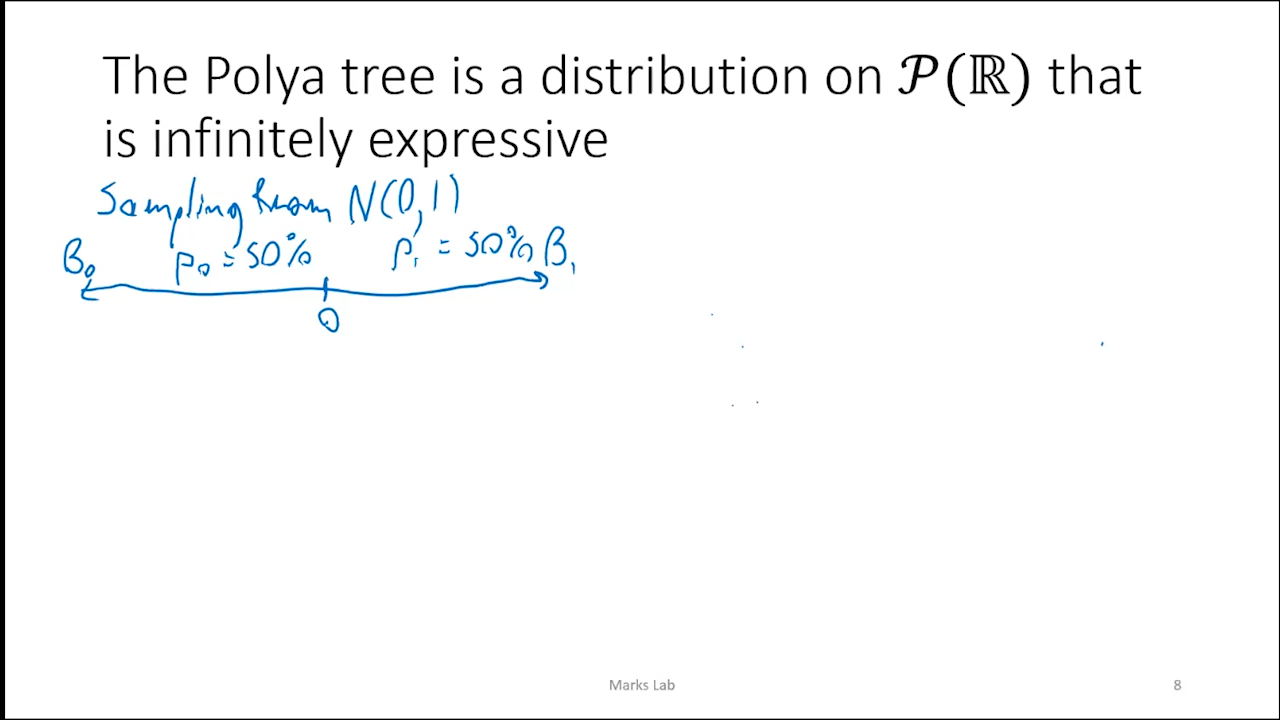 The Polya tree is a distribution on 𝒫(ℝ) that
is infinitely expressive
Sampling from N(0,1)
B₀ p₀ = 50% p₁ = 50% B₁
0
Marks Lab
8